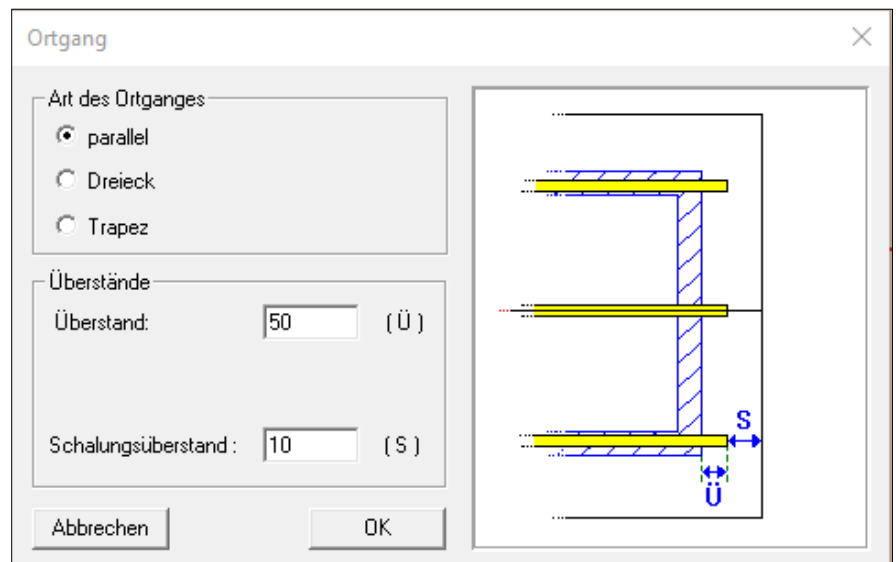 Ortgang
Art des Ortganges
parallel
Dreieck
Trapez
Überstände
Überstand: 50 ( Ü )
Schalungsüberstand : 10 ( S )
Abbrechen OK
S
Ü